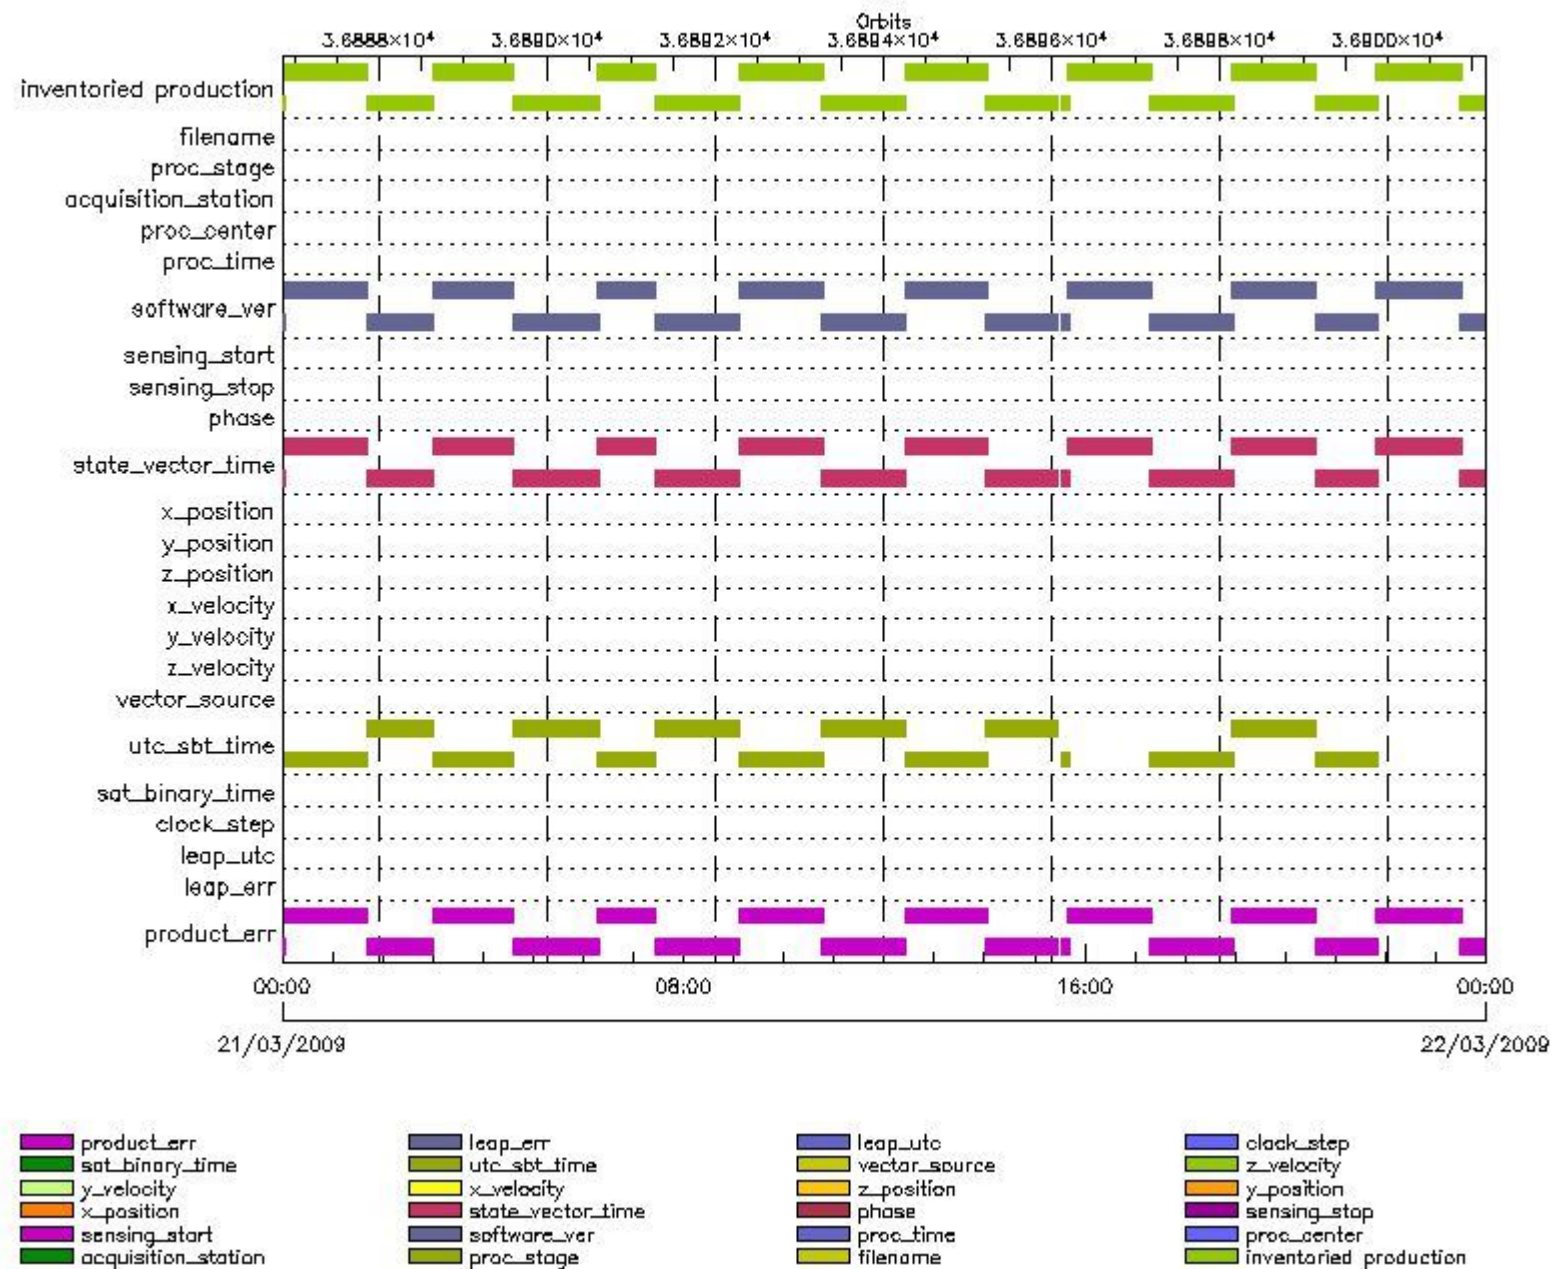 Orbits
3.6888×10⁴ 3.6890×10⁴ 3.6892×10⁴ 3.6894×10⁴ 3.6896×10⁴ 3.6898×10⁴ 3.6900×10⁴
inventoried production
filename
proc_stage
acquisition_station
proc_center
proc_time
software_ver
sensing_start
sensing_stop
phase
state_vector_time
x_position
y_position
z_position
x_velocity
y_velocity
z_velocity
vector_source
utc_sbt_time
sat_binary_time
clock_step
leap_utc
leap_err
product_err
00:00 08:00 16:00 00:00
21/03/2009 22/03/2009
product_err leap_err leap_utc clock_step
sat_binary_time utc_sbt_time vector_source z_velocity
y_velocity x_velocity z_position y_position
x_position state_vector_time phase sensing_stop
sensing_start software_ver proc_time proc_center
acquisition_station proc_stage filename inventoried production